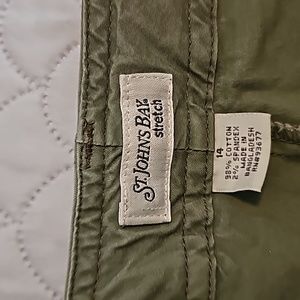 ST. JOHN'S BAY
stretch
14
98% COTTON
2% SPANDEX
MADE IN
BANGLADESH
RN#93677